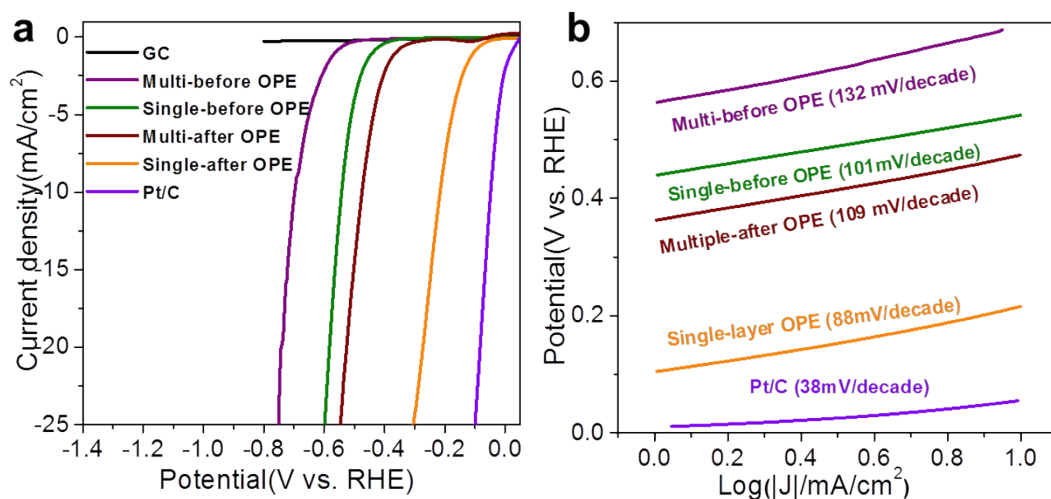 a
GC
Multi-before OPE
Single-before OPE
Multi-after OPE
Single-after OPE
Pt/C
0
-5
-10
-15
-20
-25
Current density(mA/cm2)
-1.4 -1.2 -1.0 -0.8 -0.6 -0.4 -0.2 -0.0
Potential(V vs. RHE)
b
Multi-before OPE (132 mV/decade)
Single-before OPE (101mV/decade)
Multiple-after OPE (109 mV/decade)
Single-layer OPE (88mV/decade)
Pt/C (38mV/decade)
0.6
0.4
0.2
0.0
Potential(V vs. RHE)
0.0 0.2 0.4 0.6 0.8 1.0
Log(|J|/mA/cm2)